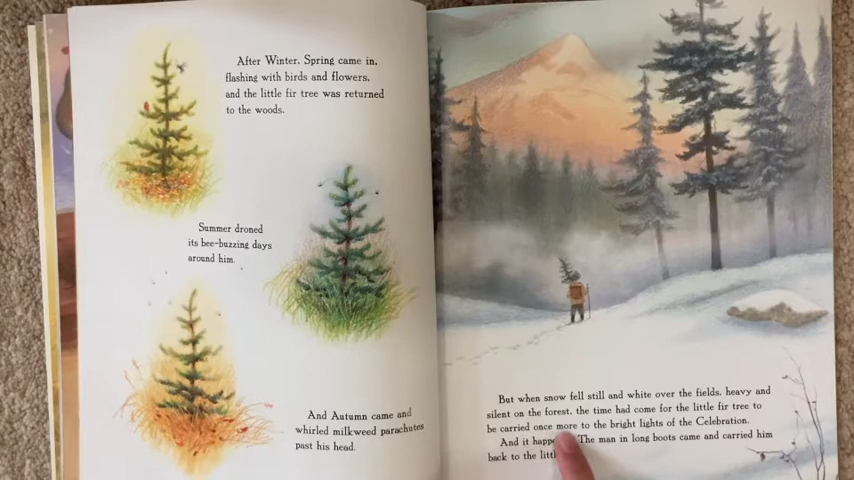 After Winter, Spring came in,
flashing with birds and flowers,
and the little fir tree was returned
to the woods.
Summer droned
its bee-buzzing days
around him.
And Autumn came and
whirled milkweed parachutes
past his head.
But when snow fell still and white over the fields, heavy and
silent on the forest, the time had come for the little fir tree to
be carried once more to the bright lights of the Celebration.
And it The man in long boots came and carried him
back to the